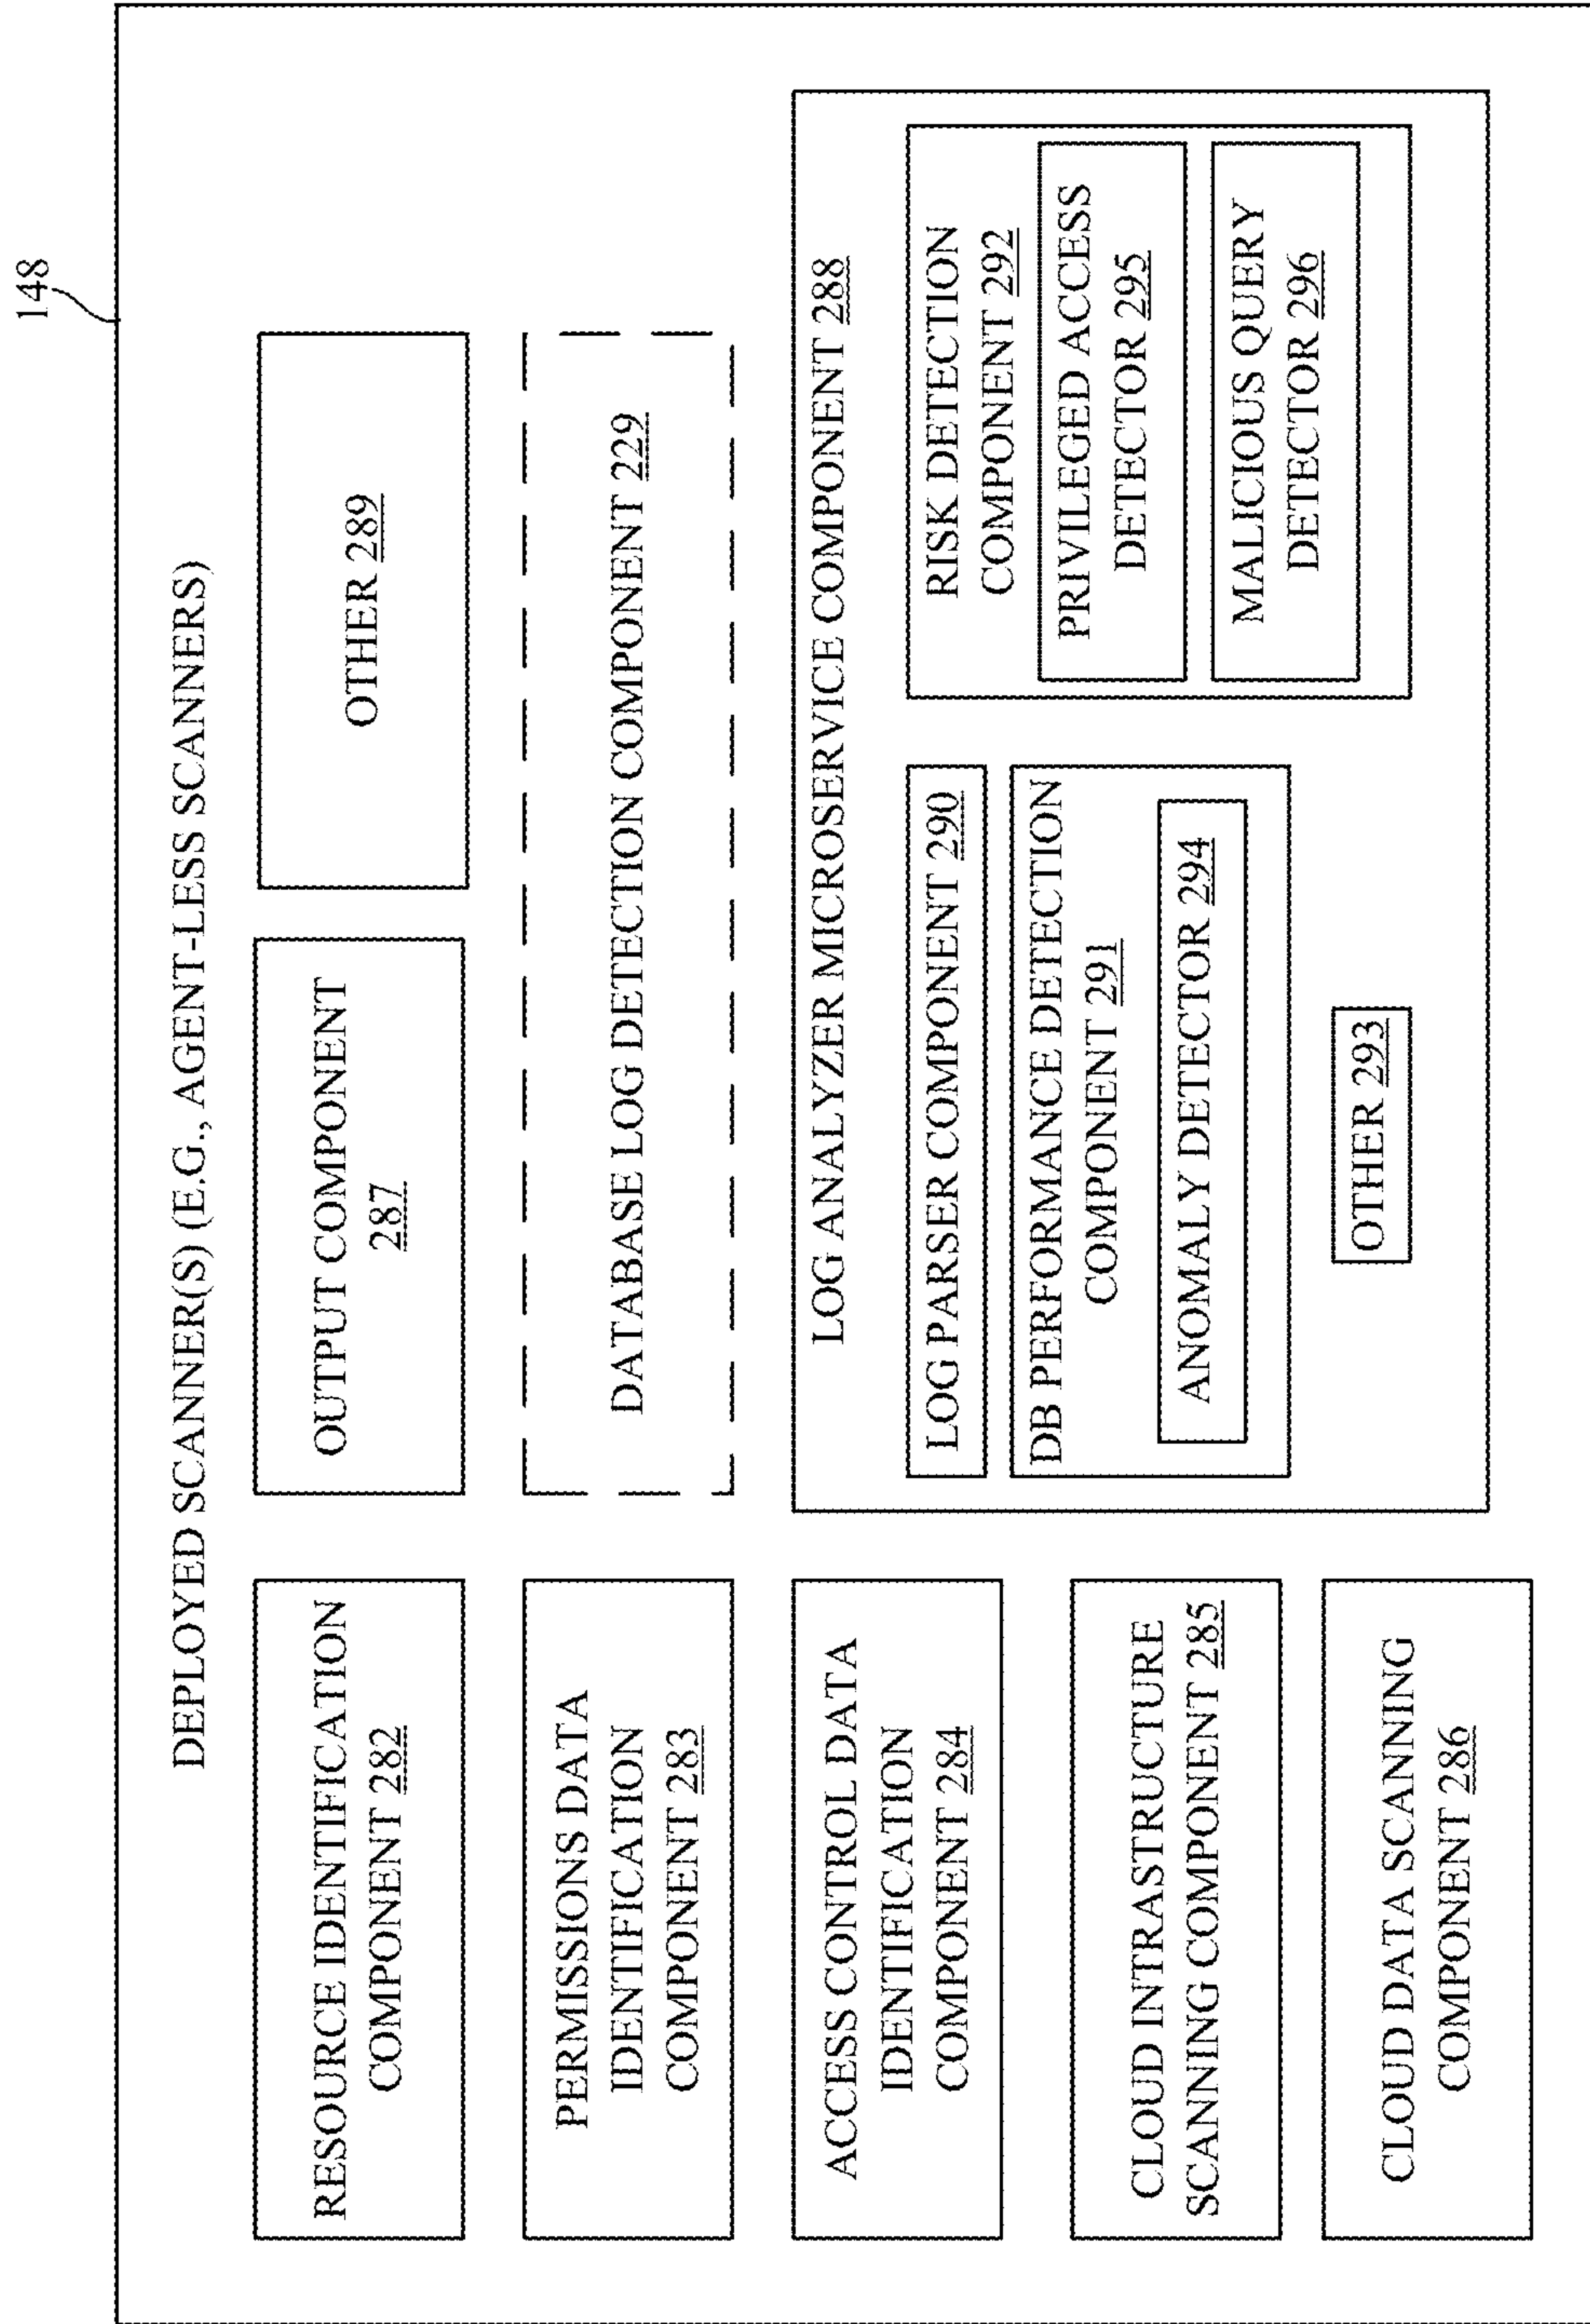 148
DEPLOYED SCANNER(S) (E.G., AGENT-LESS SCANNERS)
RESOURCE IDENTIFICATION
COMPONENT 282
PERMISSIONS DATA
IDENTIFICATION
COMPONENT 283
ACCESS CONTROL DATA
IDENTIFICATION
COMPONENT 284
CLOUD INTRASTRUCTURE
SCANNING COMPONENT 285
CLOUD DATA SCANNING
COMPONENT 286
OUTPUT COMPONENT
287
OTHER 289
DATABASE LOG DETECTION COMPONENT 229
LOG ANALYZER MICROSERVICE COMPONENT 288
LOG PARSER COMPONENT 290
DB PERFORMANCE DETECTION
COMPONENT 291
ANOMALY DETECTOR 294
OTHER 293
RISK DETECTION
COMPONENT 292
PRIVILEGED ACCESS
DETECTOR 295
MALICIOUS QUERY
DETECTOR 296